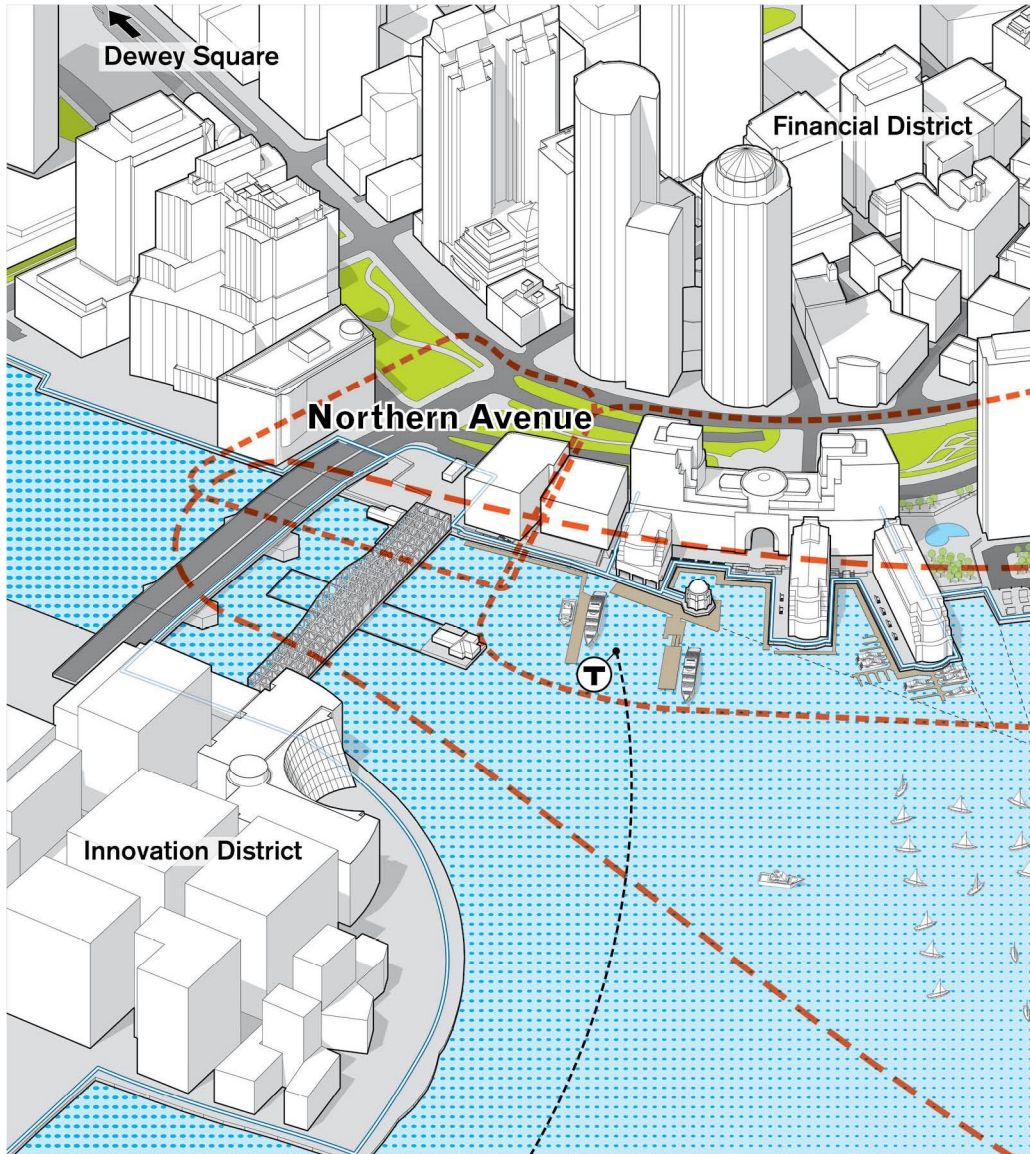 Dewey Square
Financial District
Northern Avenue
T
Innovation District